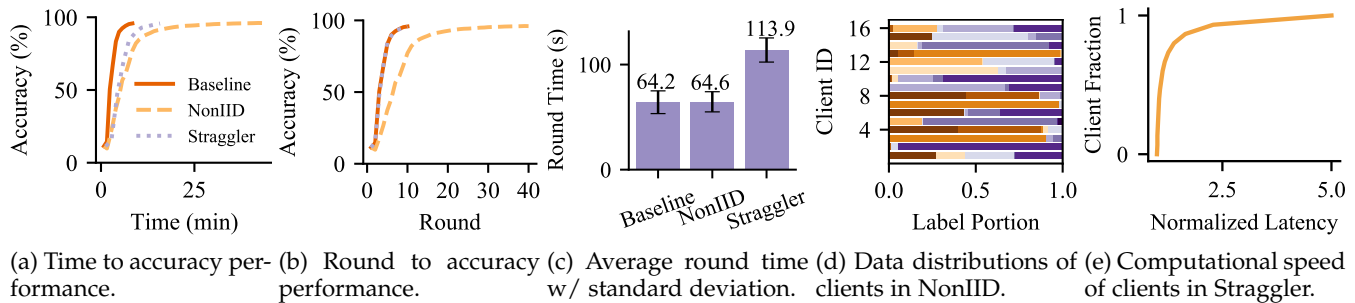 Accuracy (%)
100
50
0
Baseline
NonIID
Straggler
0
25
Time (min)
Accuracy (%)
100
50
0
0
10
20
30
40
Round
Round Time (s)
100
0
64.2
64.6
113.9
Baseline
NonIID
Straggler
Client ID
16
12
8
4
0.0
0.5
1.0
Label Portion
Client Fraction
1
0
2.5
5.0
Normalized Latency
(a) Time to accuracy per-
formance.
(b) Round to accuracy
performance.
(c) Average round time
w/ standard deviation.
(d) Data distributions of
clients in NonIID.
(e) Computational speed
of clients in Straggler.